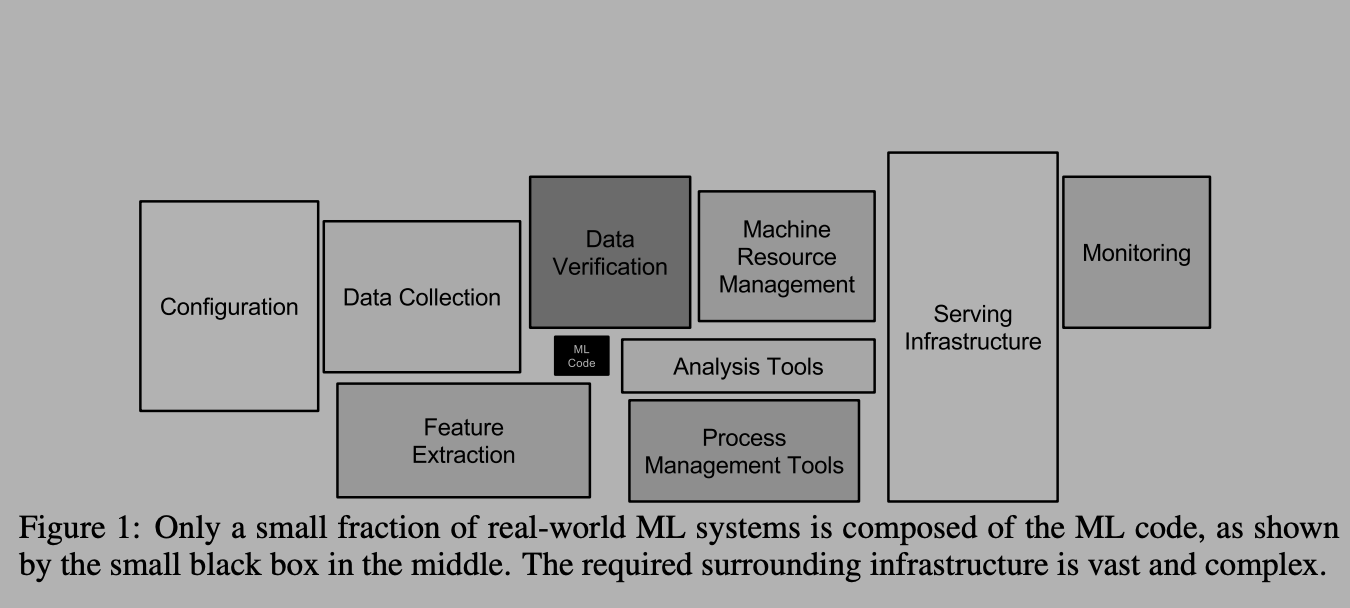 Configuration
Data Collection
Data
Verification
Machine
Resource
Management
Monitoring
Serving
Infrastructure
ML
Code
Analysis Tools
Feature
Extraction
Process
Management Tools
Figure 1: Only a small fraction of real-world ML systems is composed of the ML code, as shown
by the small black box in the middle. The required surrounding infrastructure is vast and complex.